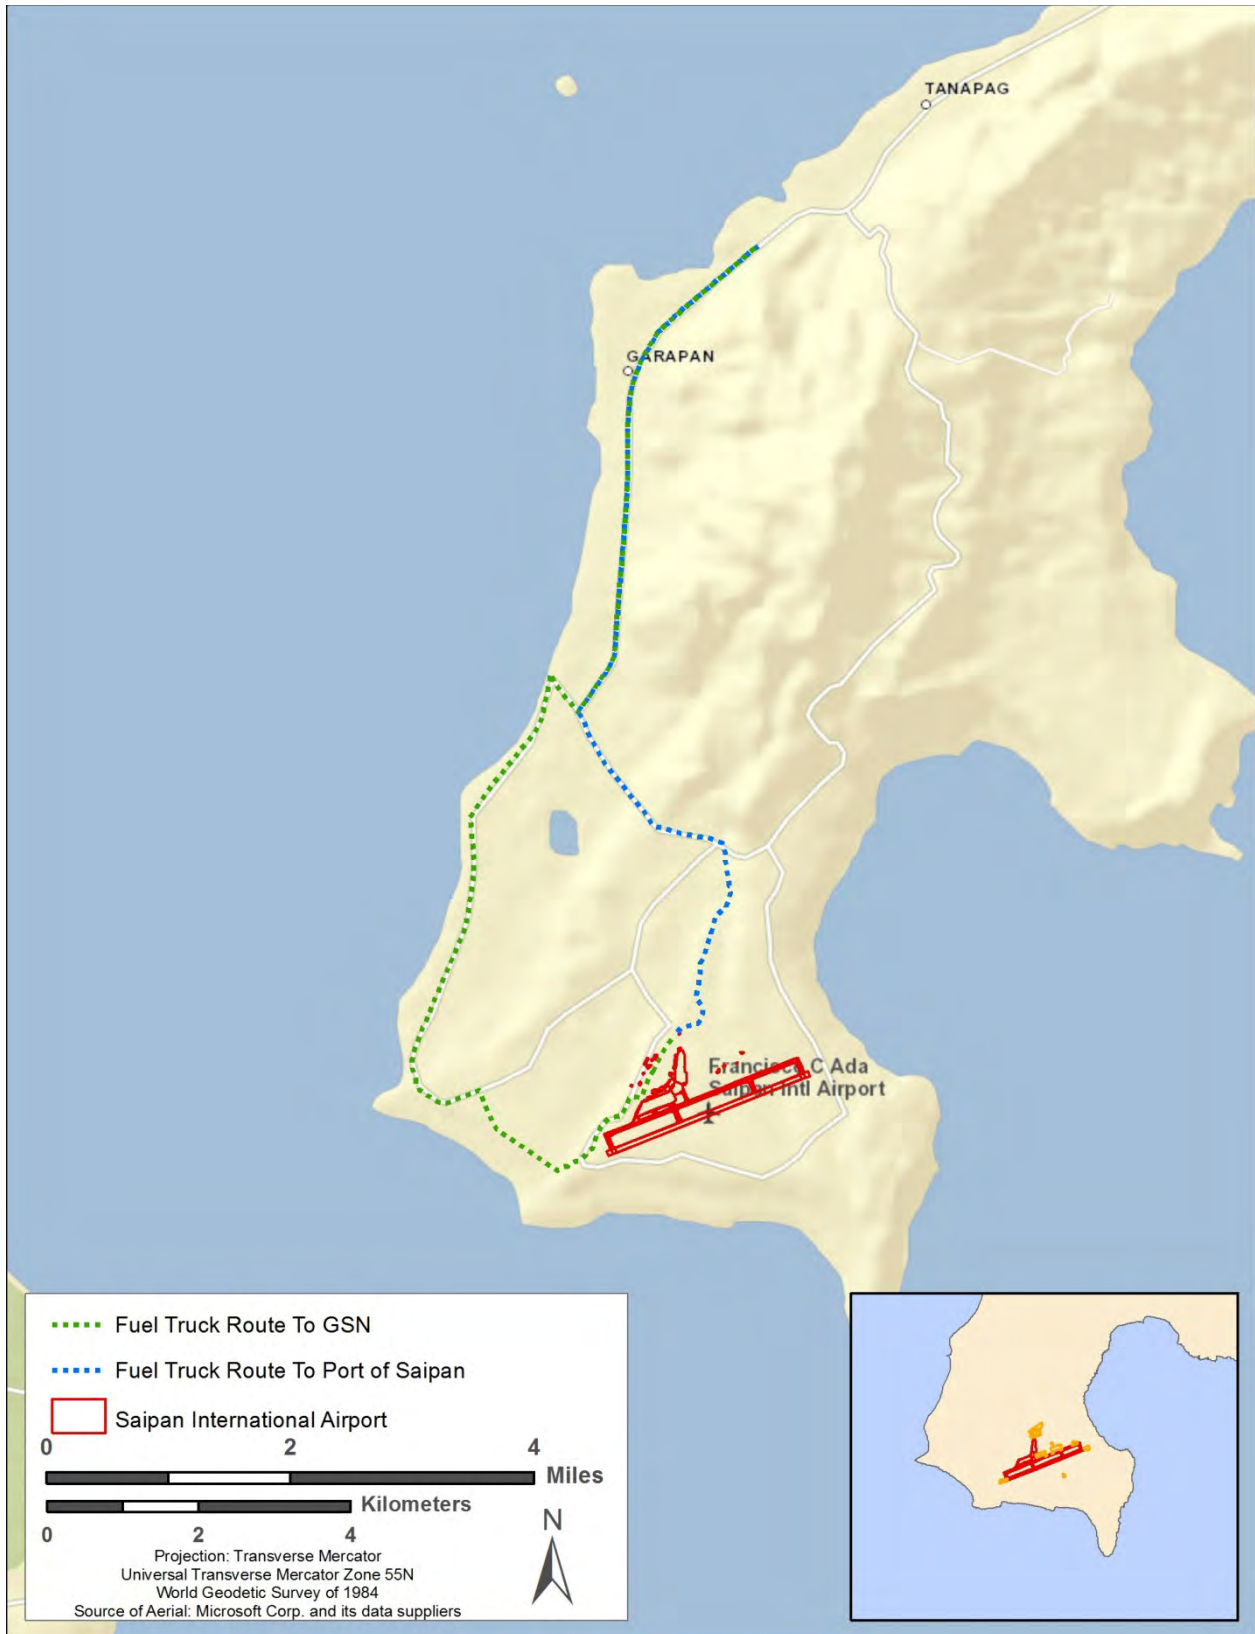 TANAPAG
GARAPAN
Francisco C Ada
Saipan Intl Airport
Fuel Truck Route To GSN
Fuel Truck Route To Port of Saipan
Saipan International Airport
0 2 4
Miles
Kilometers
0 2 4
N
Projection: Transverse Mercator
Universal Transverse Mercator Zone 55N
World Geodetic Survey of 1984
Source of Aerial: Microsoft Corp. and its data suppliers